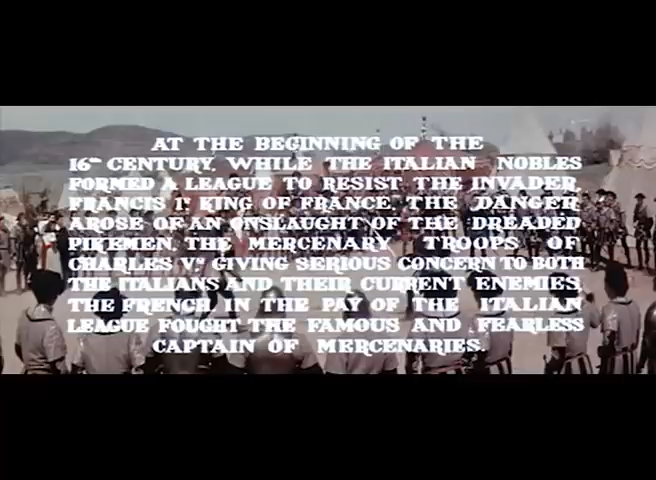 AT THE BEGINNING OF THE
16TH CENTURY, WHILE THE ITALIAN NOBLES
FORMED A LEAGUE TO RESIST THE INVADER,
FRANCIS 1ST KING OF FRANCE, THE DANGER
AROSE OF AN ONSLAUGHT OF THE DREADED
PIKEMEN, THE MERCENARY TROOPS OF
CHARLES VTH GIVING SERIOUS CONCERN TO BOTH
THE ITALIANS AND THEIR CURRENT ENEMIES,
THE FRENCH, IN THE PAY OF THE ITALIAN
LEAGUE FOUGHT THE FAMOUS AND FEARLESS
CAPTAIN OF MERCENARIES.